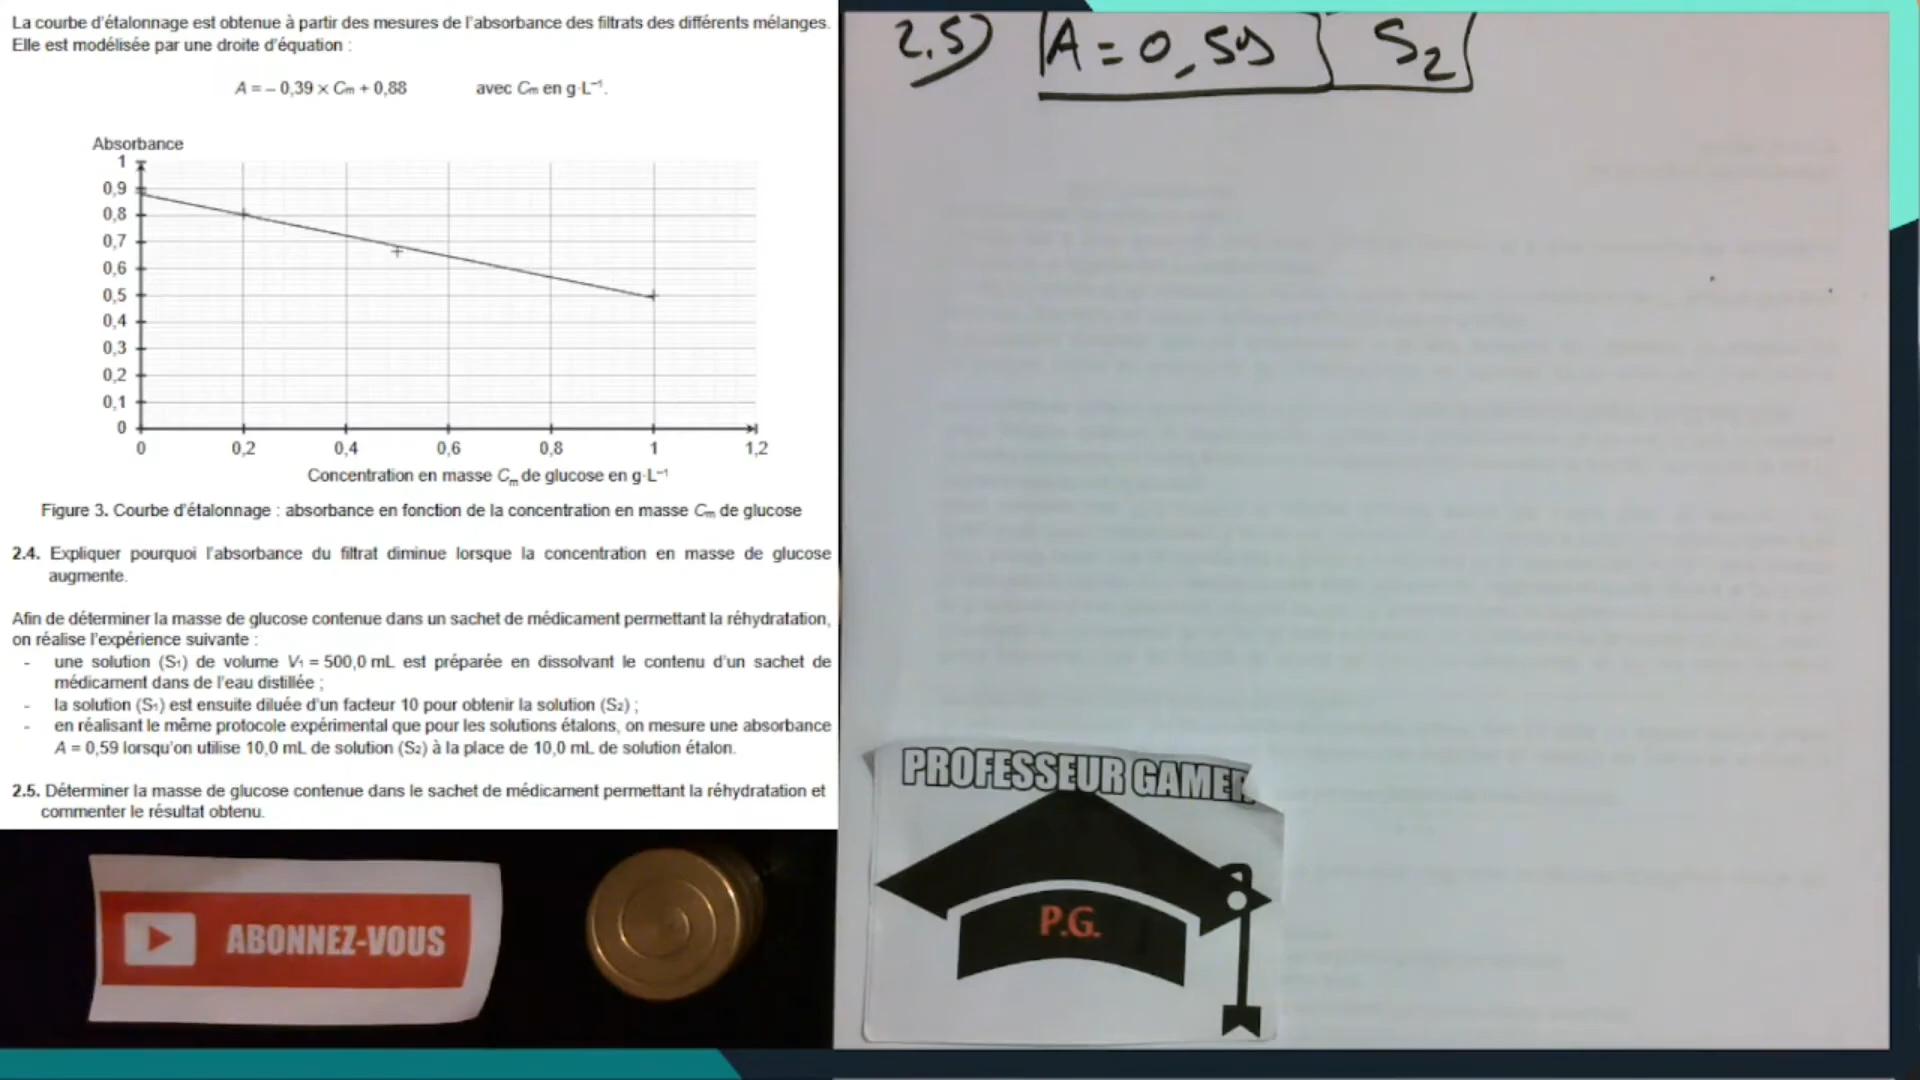 La courbe d'étalonnage est obtenue à partir des mesures de l'absorbance des filtrats des différents mélanges.
Elle est modélisée par une droite d'équation :
A = – 0,39 × Cm + 0,88 avec Cm en g·L⁻¹.
Absorbance
1
0,9
0,8
0,7
0,6
0,5
0,4
0,3
0,2
0,1
0
0 0,2 0,4 0,6 0,8 1 1,2
Concentration en masse Cm de glucose en g·L⁻¹
Figure 3. Courbe d'étalonnage : absorbance en fonction de la concentration en masse Cm de glucose
2.4. Expliquer pourquoi l'absorbance du filtrat diminue lorsque la concentration en masse de glucose
augmente.
Afin de déterminer la masse de glucose contenue dans un sachet de médicament permettant la réhydratation,
on réalise l'expérience suivante :
- une solution (S₁) de volume V₁ = 500,0 mL est préparée en dissolvant le contenu d'un sachet de
médicament dans de l'eau distillée ;
- la solution (S₁) est ensuite diluée d'un facteur 10 pour obtenir la solution (S₂) ;
- en réalisant le même protocole expérimental que pour les solutions étalons, on mesure une absorbance
A = 0,59 lorsqu'on utilise 10,0 mL de solution (S₂) à la place de 10,0 mL de solution étalon.
2.5. Déterminer la masse de glucose contenue dans le sachet de médicament permettant la réhydratation et
commenter le résultat obtenu.
ABONNEZ-VOUS
2.5) A = 0,59 S₂
PROFESSEUR GAMER
P.G.